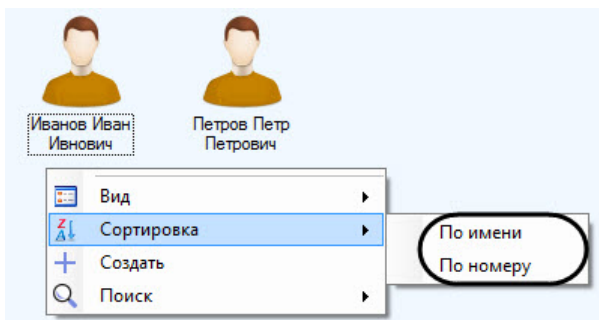 Иванов Иван
Ивнович
Петров Петр
Петрович
Вид
Сортировка
По имени
По номеру
Создать
Поиск